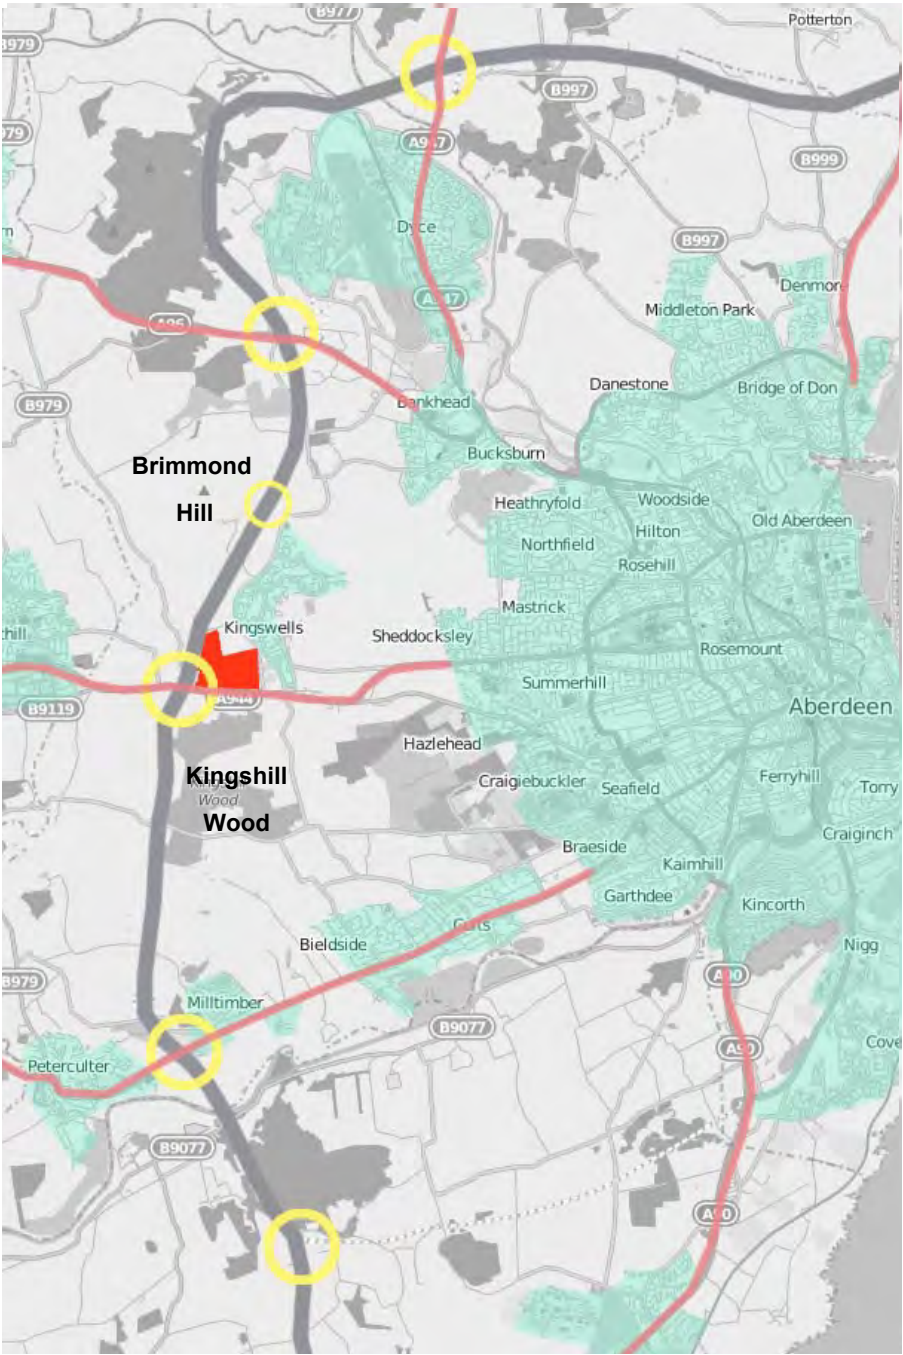 B977
Potterton
B979
B997
A947
B999
Dyce
B997
Denmore
A947
Middleton Park
A96
Danestone
Bridge of Don
B979
Bankhead
Bucksburn
Brimmond
Hill
Heathryfold
Woodside
Old Aberdeen
Hilton
Northfield
Rosehill
Mastrick
Kingswells
Sheddocksley
Rosemount
Summerhill
A944
B9119
Aberdeen
Hazlehead
Kingshill
Wood
Wood
Craigiebuckler
Seafield
Ferryhill
Torry
Craiginch
Braeside
Kaimhill
Garthdee
Kincorth
Cults
Bieldside
Nigg
A90
B979
Milltimber
B9077
A90
Cove
Peterculter
B9077
A90